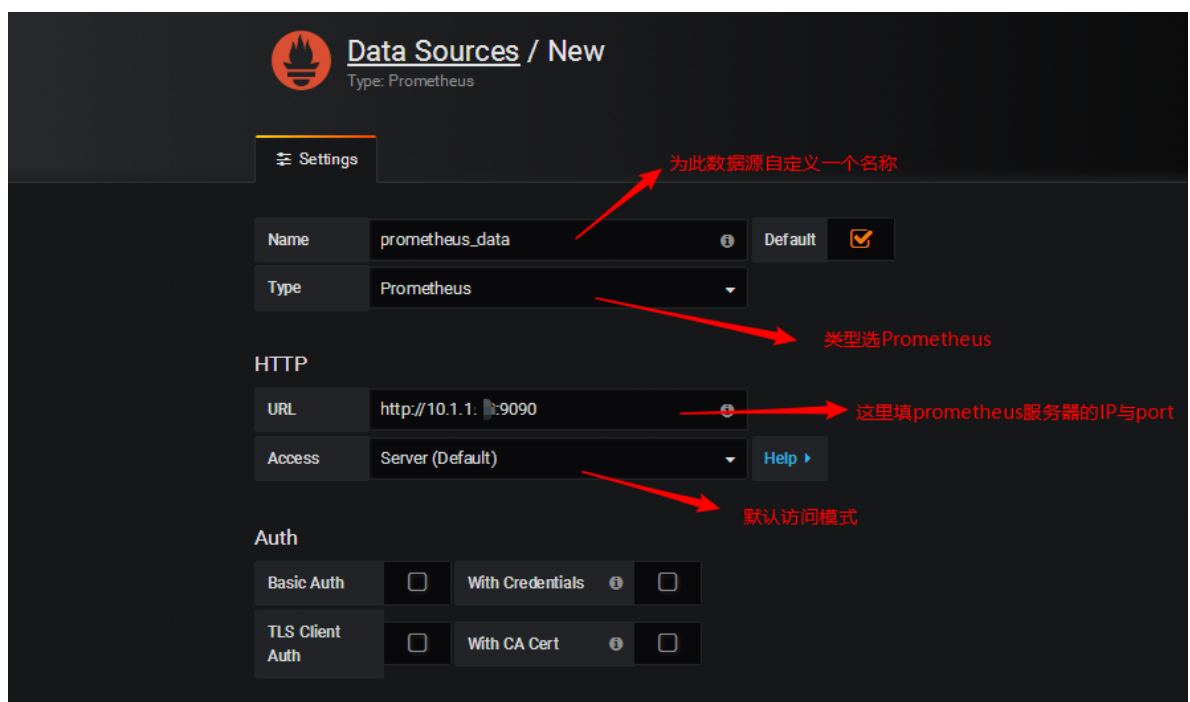 Data Sources / New
Type: Prometheus
Settings
为此数据源自定义一个名称
Name prometheus_data Default
Type Prometheus
类型选Prometheus
HTTP
URL http://10.1.1. :9090
这里填prometheus服务器的IP与port
Access Server (Default) Help
默认访问模式
Auth
Basic Auth With Credentials
TLS Client
Auth
With CA Cert